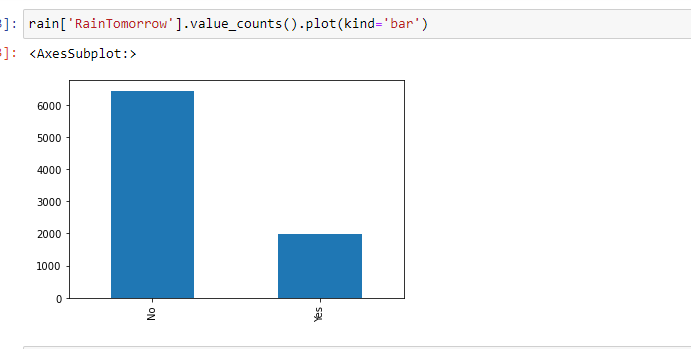 ]: rain['RainTomorrow'].value_counts().plot(kind='bar')
]: <AxesSubplot:>
6000
5000
4000
3000
2000
1000
0
No
Yes